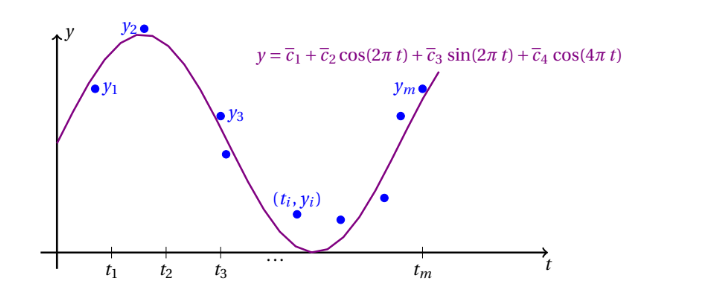 y
y₂
y = c̅₁ + c̅₂ cos(2π t) + c̅₃ sin(2π t) + c̅₄ cos(4π t)
y₁
yₘ
y₃
(tᵢ, yᵢ)
t₁ t₂ t₃ ... tₘ t